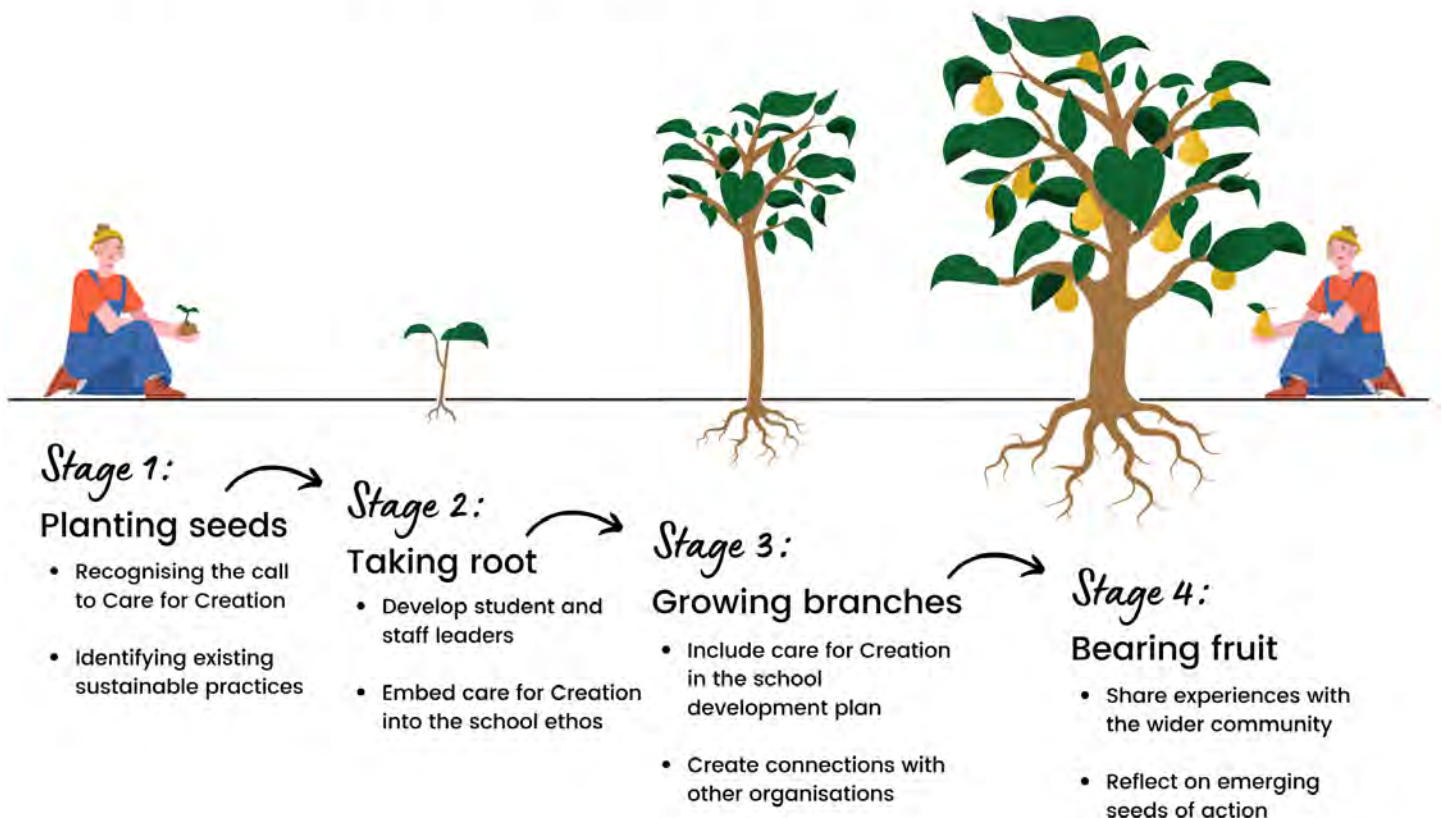 Stage 1:
Planting seeds
• Recognising the call
to Care for Creation
• Identifying existing
sustainable practices
Stage 2:
Taking root
• Develop student and
staff leaders
• Embed care for Creation
into the school ethos
Stage 3:
Growing branches
• Include care for Creation
in the school
development plan
• Create connections with
other organisations
Stage 4:
Bearing fruit
• Share experiences with
the wider community
• Reflect on emerging
seeds of action